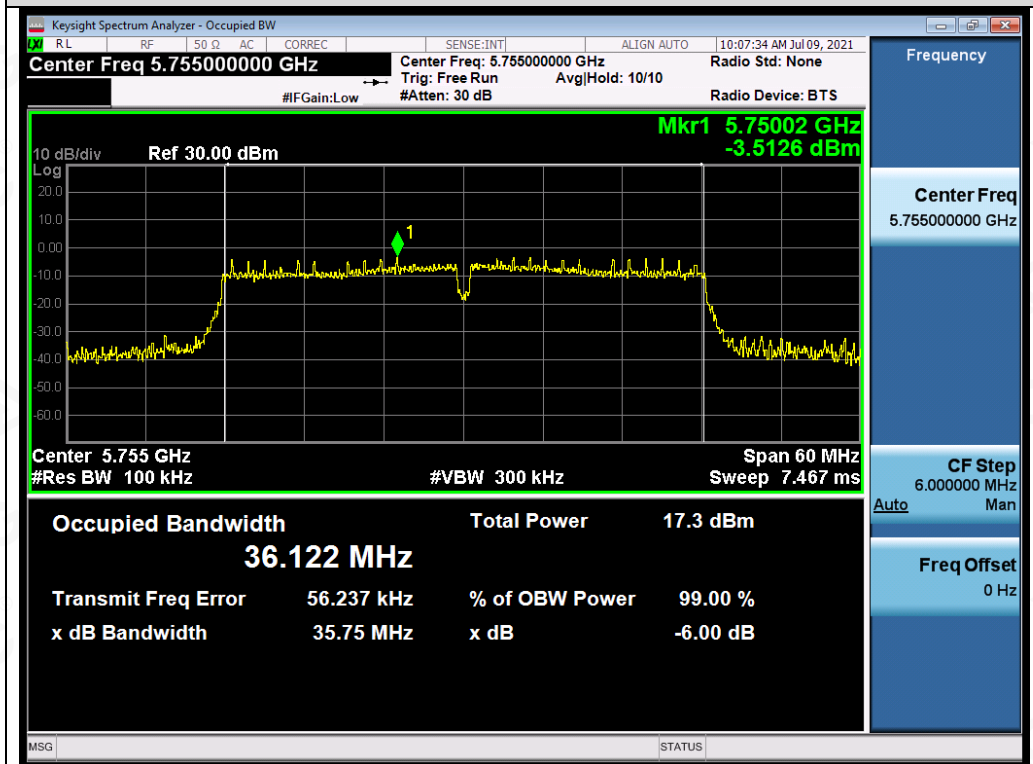 Keysight Spectrum Analyzer - Occupied BW
LXI RL RF 50 Ω AC CORREC SENSE:INT ALIGN AUTO 10:07:34 AM Jul 09, 2021
Center Freq 5.755000000 GHz
Center Freq: 5.755000000 GHz
Radio Std: None
Trig: Free Run Avg|Hold: 10/10
#IFGain:Low
#Atten: 30 dB
Radio Device: BTS
Frequency
Mkr1 5.75002 GHz
-3.5126 dBm
10 dB/div Ref 30.00 dBm
Log
20.0
10.0
0.00
-10.0
-20.0
-30.0
-40.0
-50.0
-60.0
1
Center 5.755 GHz
Span 60 MHz
#Res BW 100 kHz
#VBW 300 kHz
Sweep 7.467 ms
Center Freq
5.755000000 GHz
CF Step
6.000000 MHz
Auto Man
Freq Offset
0 Hz
Occupied Bandwidth
36.122 MHz
Total Power 17.3 dBm
Transmit Freq Error 56.237 kHz
% of OBW Power 99.00 %
x dB Bandwidth 35.75 MHz
x dB -6.00 dB
MSG
STATUS